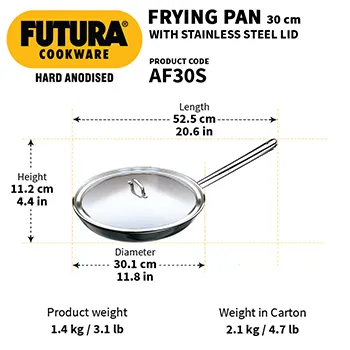 FUTURA
COOKWARE
HARD ANODISED
FRYING PAN 30 cm
WITH STAINLESS STEEL LID
PRODUCT CODE
AF30S
Length
52.5 cm
20.6 in
Height
11.2 cm
4.4 in
Diameter
30.1 cm
11.8 in
Product weight
1.4 kg / 3.1 lb
Weight in Carton
2.1 kg / 4.7 lb